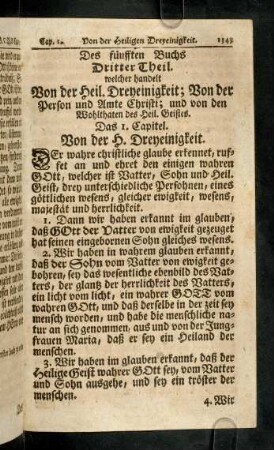 Cap. 1. Von der Heiligen Dreyeinigkeit. 1343
Des fünfften Buchs
Dritter Theil.
welcher handelt
Von der Heil. Dreyeinigkeit; Von der
Person und Amte Christi; und von den
Wohlthaten des Heil. Geistes.
Das 1. Capitel.
Von der H. Dreyeinigkeit.
DEr wahre christliche glaube erkennet, ruf-
fet an und ehret den einigen wahren
GOtt, welcher ist Vatter, Sohn und Heil.
Geist, drey unterschiedliche Persohnen, eines
göttlichen wesens, gleicher ewigkeit, wesens,
majestät und herrlichkeit.
1. Dann wir haben erkannt im glauben,
daß GOtt der Vatter von ewigkeit gezeuget
hat seinen eingebornen Sohn gleiches wesens.
2. Wir haben in wahrem glauben erkannt,
daß der Sohn vom Vatter von ewigkeit ge-
bohren, sey das wesentliche ebenbild des Vat-
ters, der glanz der herrlichkeit des Vatters,
ein licht vom licht, ein wahrer GOtt vom
wahren GOtt, und daß derselbe in der zeit sey
mensch worden, und habe die menschliche na-
tur an sich genommen, aus und von der Jung-
frauen Maria, daß er sey ein Heiland der
menschen.
3. Wir haben im glauben erkannt, daß der
Heilige Geist wahrer GOtt sey, vom Vatter
und Sohn ausgehe, und sey ein tröster der
menschen.
4. Wir